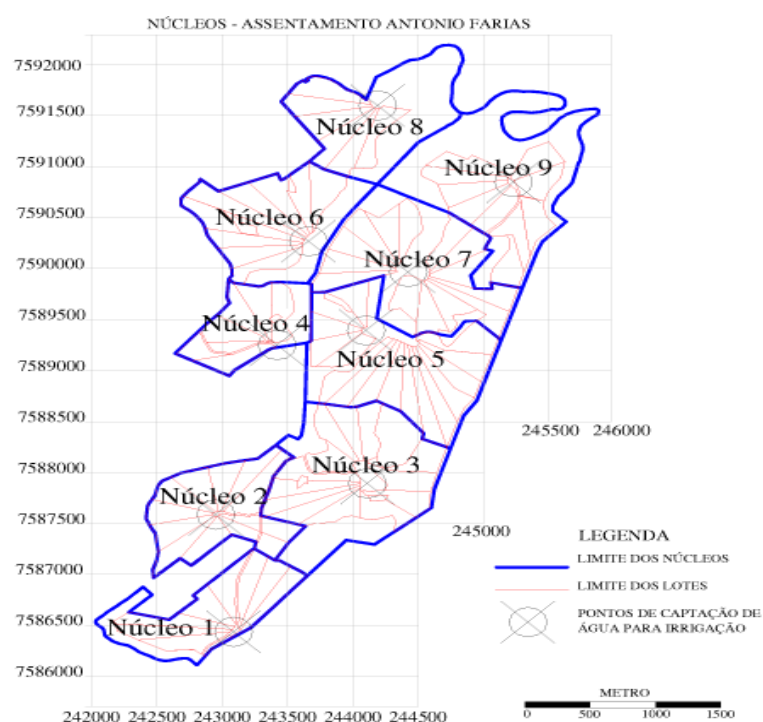 NÚCLEOS - ASSENTAMENTO ANTONIO FARIAS
7592000
7591500
Núcleo 8
7591000
Núcleo 9
7590500
Núcleo 6
7590000
Núcleo 7
7589500
Núcleo 4
Núcleo 5
7589000
7588500
245500 246000
7588000
Núcleo 3
Núcleo 2
7587500
245000
LEGENDA
LIMITE DOS NÚCLEOS
7587000
LIMITE DOS LOTES
PONTOS DE CAPTAÇÃO DE
ÁGUA PARA IRRIGAÇÃO
7586500
Núcleo 1
7586000
METRO
0 500 1000 1500
242000 242500 243000 243500 244000 244500